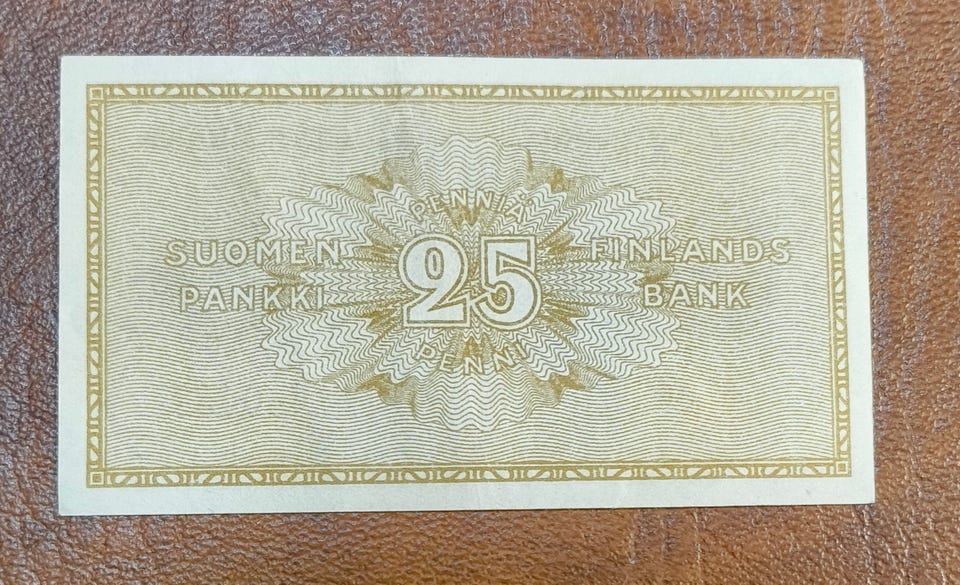 PENNIÄ
SUOMEN
PANKKI
25
FINLANDS
BANK
PENNI